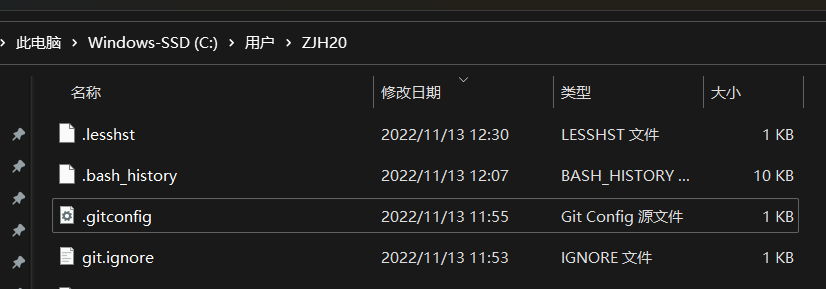 此电脑 > Windows-SSD (C:) > 用户 > ZJH20
名称 修改日期 类型 大小
.lesshst 2022/11/13 12:30 LESSHST 文件 1 KB
.bash_history 2022/11/13 12:07 BASH_HISTORY ... 10 KB
.gitconfig 2022/11/13 11:55 Git Config 源文件 1 KB
git.ignore 2022/11/13 11:53 IGNORE 文件 1 KB